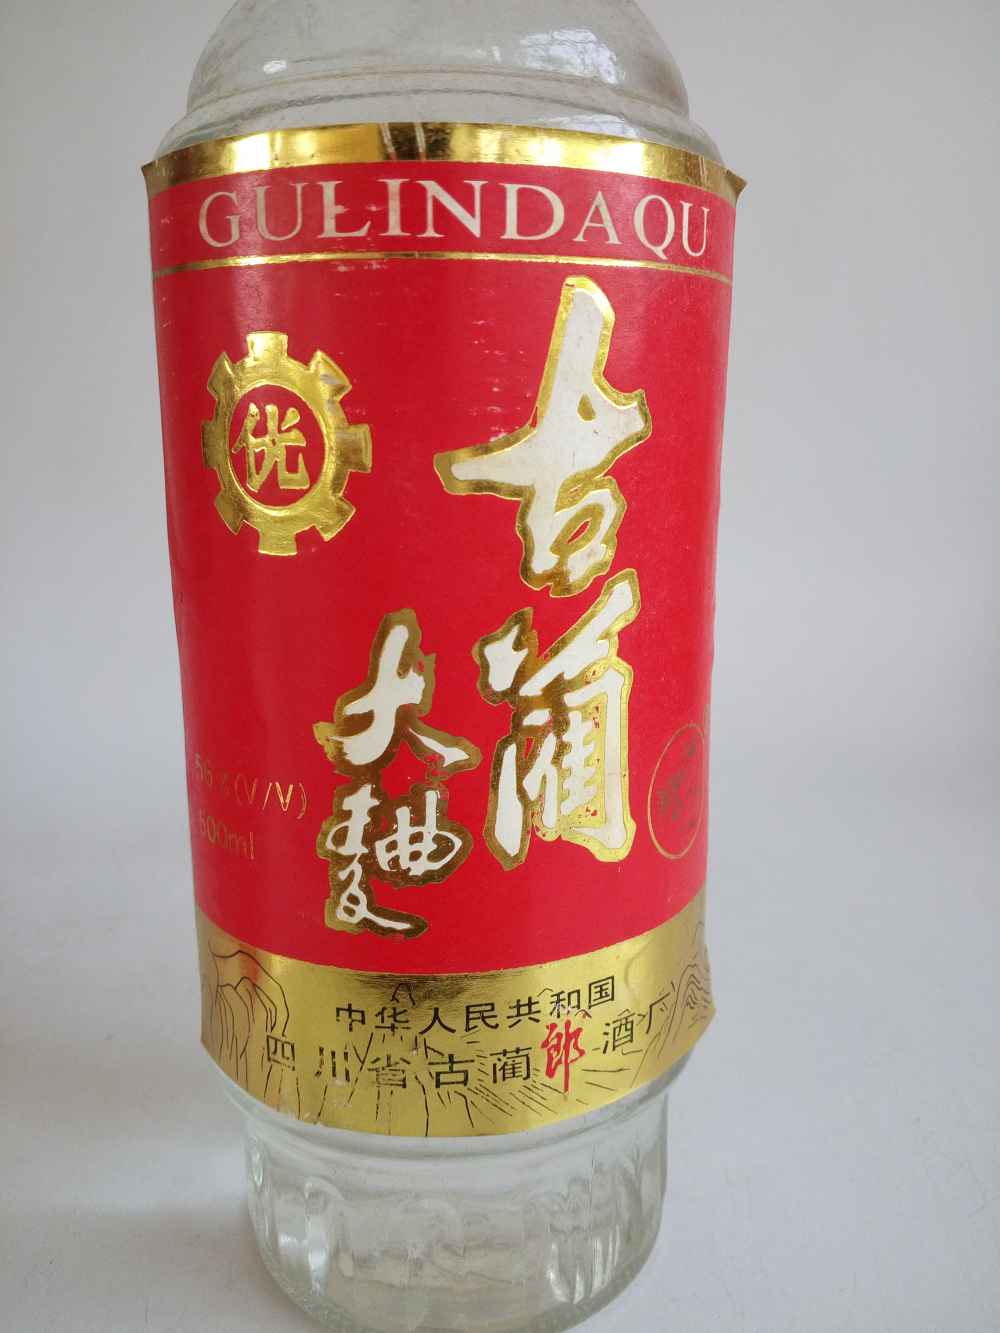 GULINDAQU
优
古蔺
大麯
500ml
中华人民共和国
四川省古蔺郎酒厂